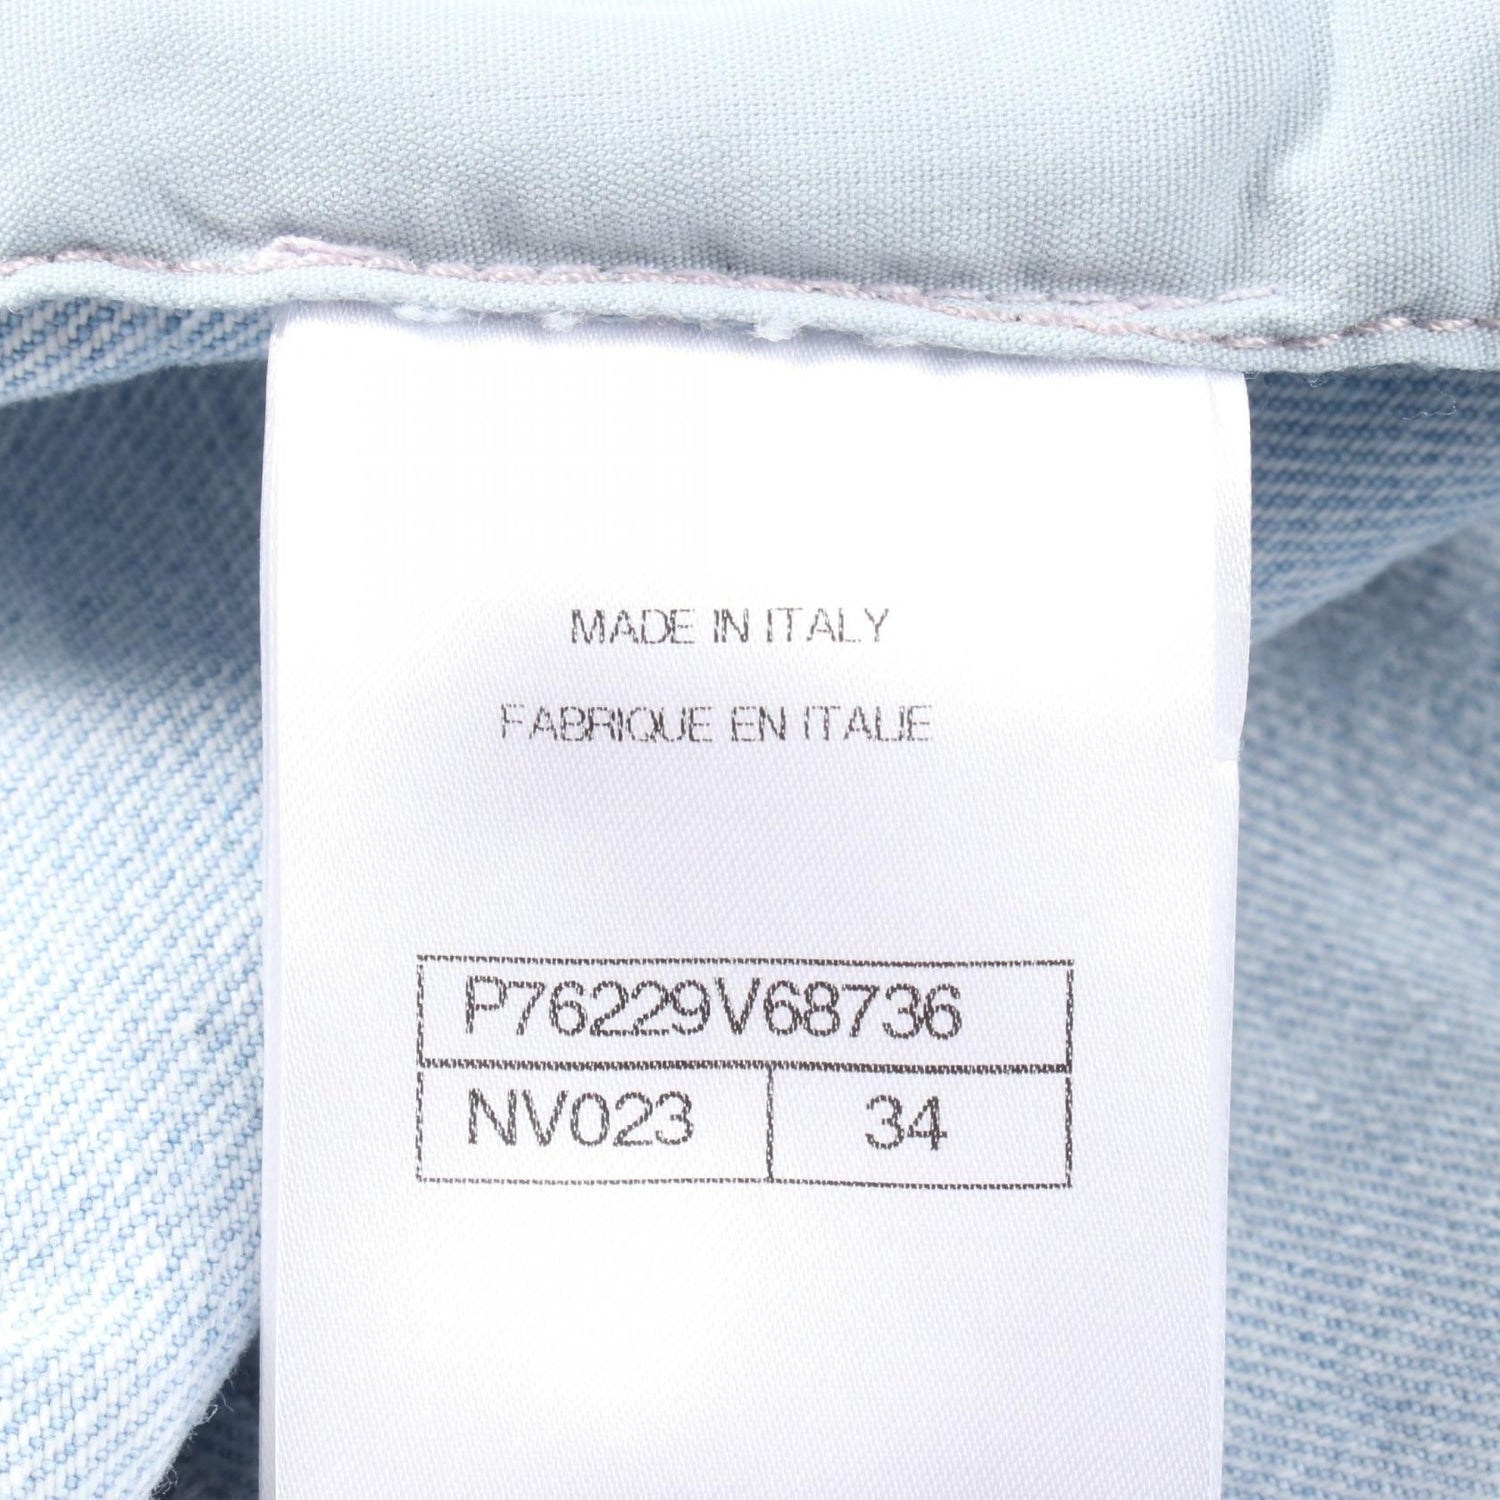 MADE IN ITALY
FABRIQUE EN ITALIE
P76229V68736
NV023 34